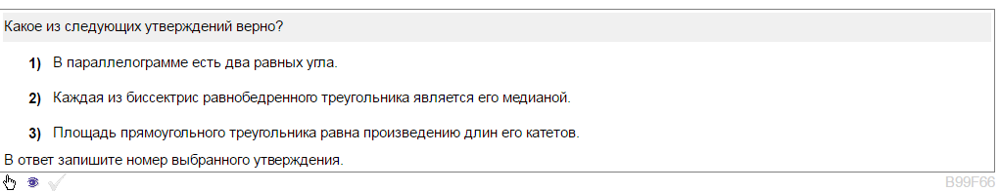 Какое из следующих утверждений верно?
1) В параллелограмме есть два равных угла.
2) Каждая из биссектрис равнобедренного треугольника является его медианой.
3) Площадь прямоугольного треугольника равна произведению длин его катетов.
В ответ запишите номер выбранного утверждения.
B99F66